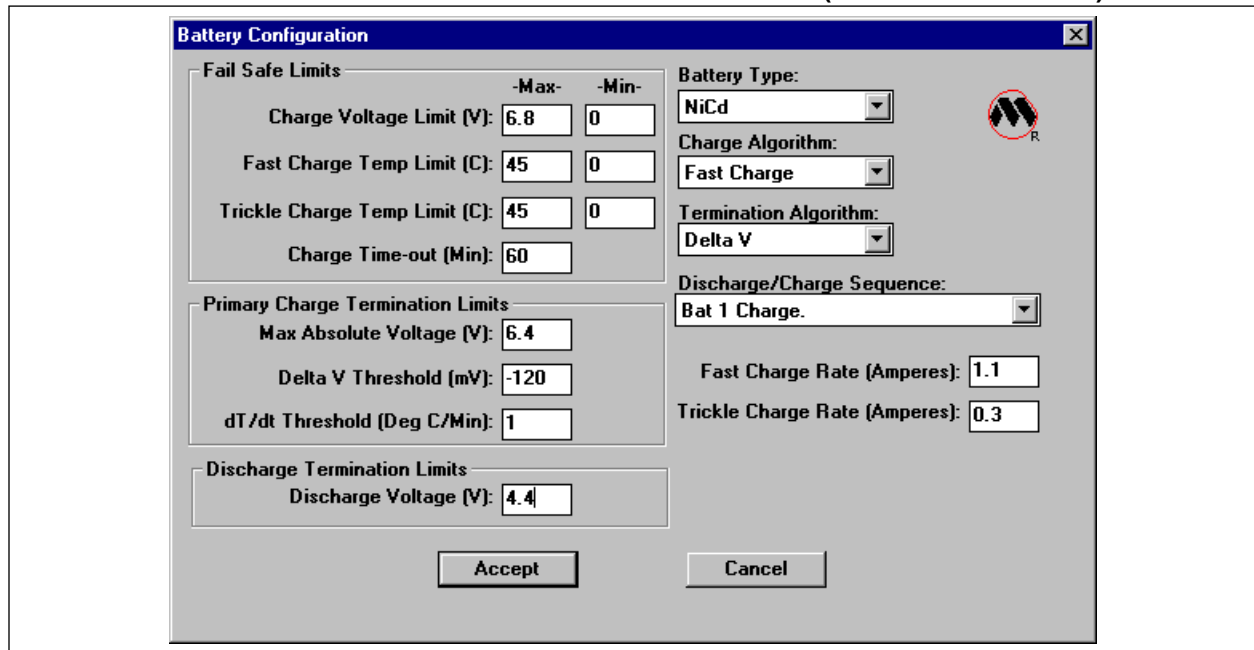 Battery Configuration
Fail Safe Limits
-Max- -Min-
Charge Voltage Limit (V): 6.8 0
Fast Charge Temp Limit (C): 45 0
Trickle Charge Temp Limit (C): 45 0
Charge Time-out (Min): 60
Primary Charge Termination Limits
Max Absolute Voltage (V): 6.4
Delta V Threshold (mV): -120
dT/dt Threshold (Deg C/Min): 1
Discharge Termination Limits
Discharge Voltage (V): 4.4
Battery Type:
NiCd
Charge Algorithm:
Fast Charge
Termination Algorithm:
Delta V
Discharge/Charge Sequence:
Bat 1 Charge.
Fast Charge Rate (Amperes): 1.1
Trickle Charge Rate (Amperes): 0.3
R
Accept
Cancel